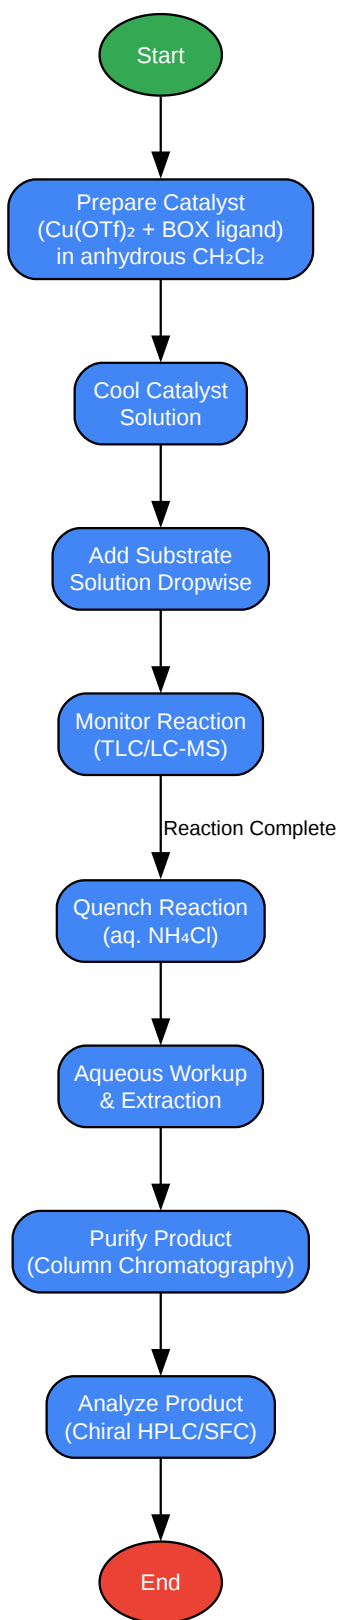 Start
Prepare Catalyst
(Cu(OTf)₂ + BOX ligand)
in anhydrous CH₂Cl₂
Cool Catalyst
Solution
Add Substrate
Solution Dropwise
Monitor Reaction
(TLC/LC-MS)
Reaction Complete
Quench Reaction
(aq. NH₄Cl)
Aqueous Workup
& Extraction
Purify Product
(Column Chromatography)
Analyze Product
(Chiral HPLC/SFC)
End